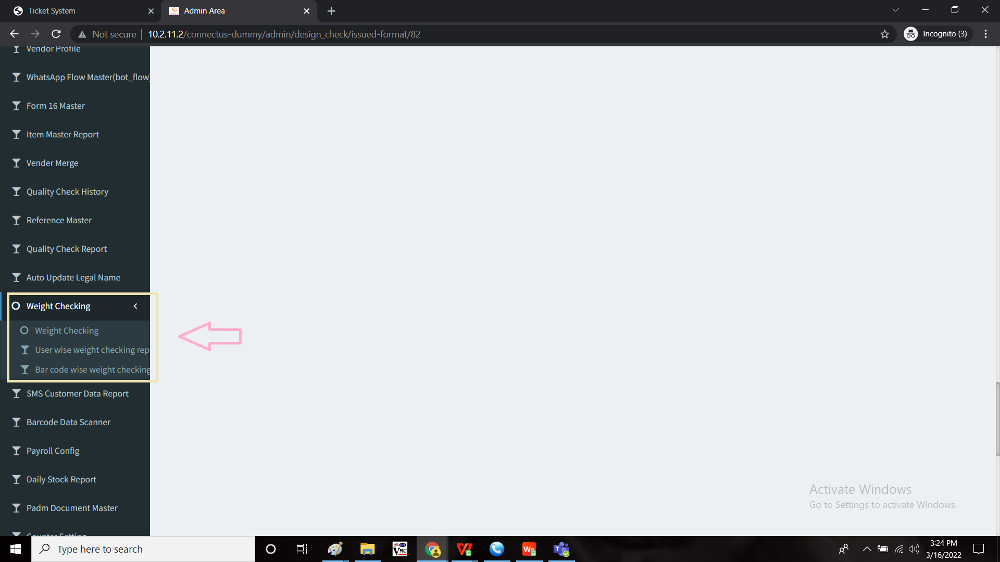 Ticket System
Admin Area
Not secure
10.2.11.2/connectus-dummy/admin/design_check/issued-format/82
Incognito (3)
Vendor Profile
WhatsApp Flow Master(bot_flow)
Form 16 Master
Item Master Report
Vender Merge
Quality Check History
Reference Master
Quality Check Report
Auto Update Legal Name
Weight Checking
Weight Checking
User wise weight checking rep
Bar code wise weight checking
SMS Customer Data Report
Barcode Data Scanner
Payroll Config
Daily Stock Report
Padm Document Master
Counter Setting
Activate Windows
Go to Settings to activate Windows.
Type here to search
3:24 PM
3/16/2022